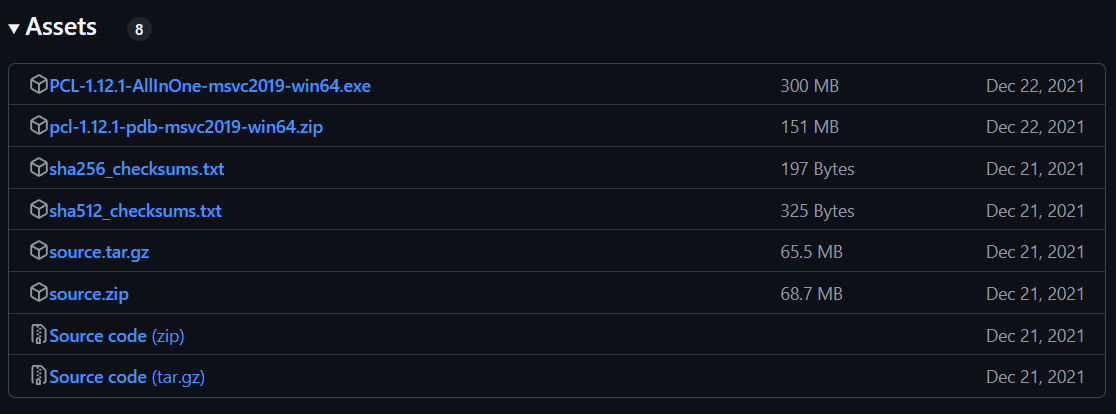 Assets 8
PCL-1.12.1-AllInOne-msvc2019-win64.exe 300 MB Dec 22, 2021
pcl-1.12.1-pdb-msvc2019-win64.zip 151 MB Dec 22, 2021
sha256_checksums.txt 197 Bytes Dec 21, 2021
sha512_checksums.txt 325 Bytes Dec 21, 2021
source.tar.gz 65.5 MB Dec 21, 2021
source.zip 68.7 MB Dec 21, 2021
Source code (zip) Dec 21, 2021
Source code (tar.gz) Dec 21, 2021